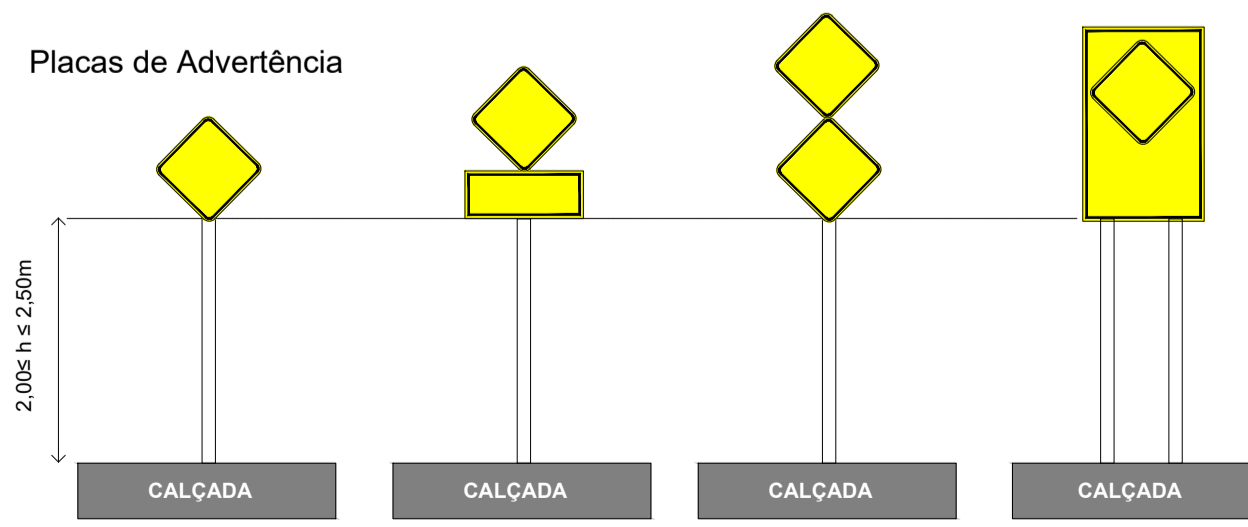 Placas de Advertência
2,00≤ h ≤ 2,50m
CALÇADA
CALÇADA
CALÇADA
CALÇADA